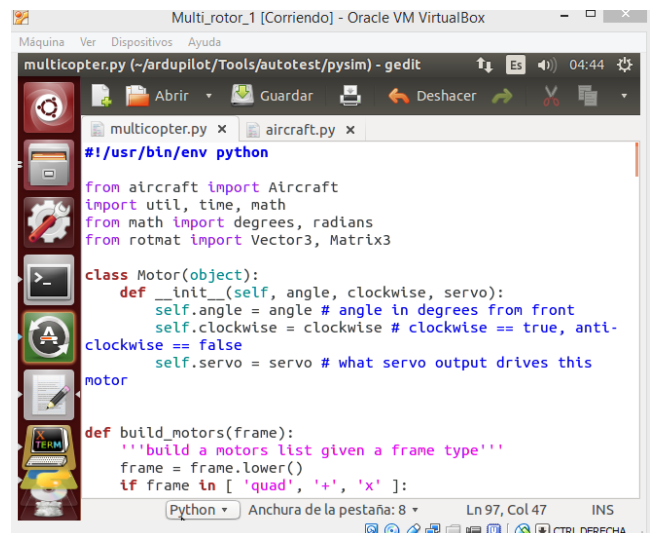 Multi_rotor_1 [Corriendo] - Oracle VM VirtualBox
Máquina Ver Dispositivos Ayuda
multicopter.py (~/ardupilot/Tools/autotest/pysim) - gedit Es 04:44
Abrir Guardar Deshacer
multicopter.py × aircraft.py ×
#!/usr/bin/env python
from aircraft import Aircraft
import util, time, math
from math import degrees, radians
from rotmat import Vector3, Matrix3
class Motor(object):
def __init__(self, angle, clockwise, servo):
self.angle = angle # angle in degrees from front
self.clockwise = clockwise # clockwise == true, anti-
clockwise == false
self.servo = servo # what servo output drives this
motor
def build_motors(frame):
'''build a motors list given a frame type'''
frame = frame.lower()
if frame in [ 'quad', '+', 'x' ]:
XTERM
Python Anchura de la pestaña: 8 Ln 97, Col 47 INS
CTRL DERECHA